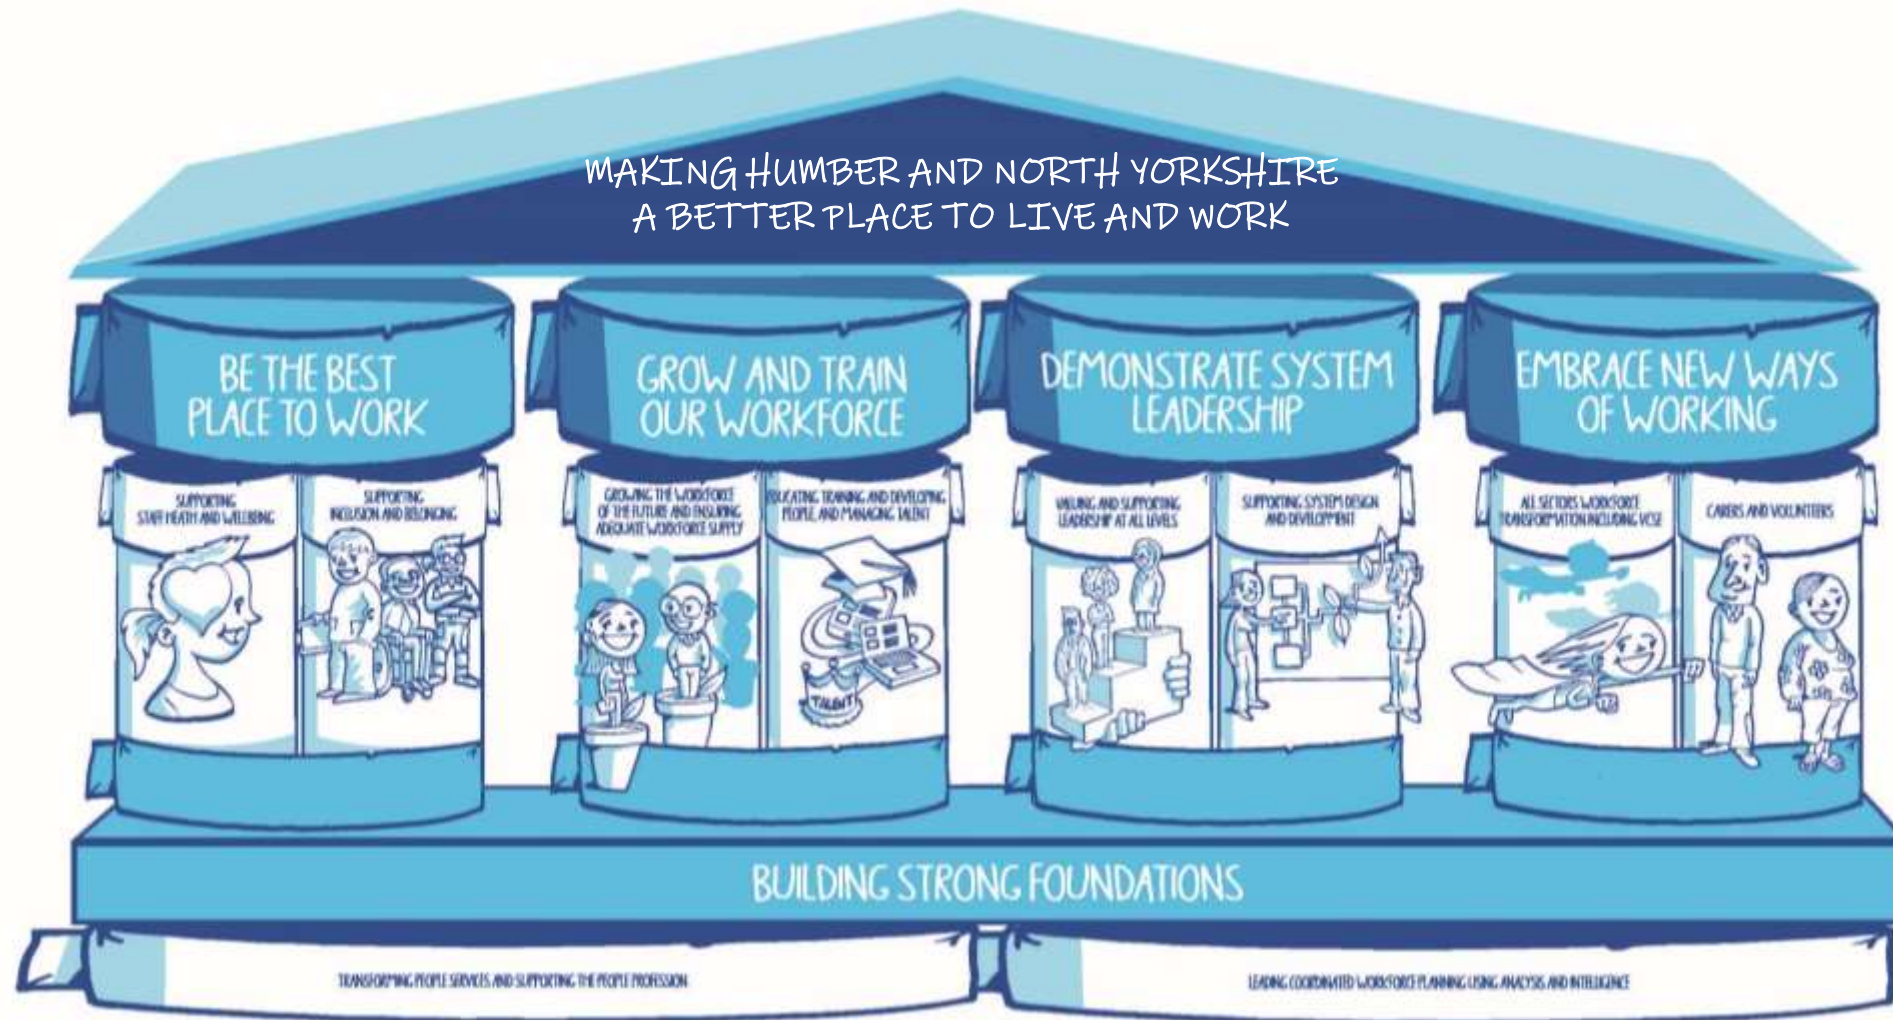 MAKING HUMBER AND NORTH YORKSHIRE
A BETTER PLACE TO LIVE AND WORK
BE THE BEST
PLACE TO WORK
GROW AND TRAIN
OUR WORKFORCE
DEMONSTRATE SYSTEM
LEADERSHIP
EMBRACE NEW WAYS
OF WORKING
SUPPORTING
STAFF HEATH AND WELLBEING
SUPPORTING
INCLUSION AND BELONGING
GROWING THE WORKFORCE
OF THE FUTURE AND ENSURING
ADEQUATE WORKFORCE SUPPLY
EDUCATING TRAINING AND DEVELOPING
PEOPLE AND MANAGING TALENT
TALENT
VALUING AND SUPPORTING
LEADERSHIP AT ALL LEVELS
SUPPORTING SYSTEM DESIGN
AND DEVELOPMENT
ALL SECTORS WORKFORCE
TRANSFORMATION INCLUDING VCSE
CARERS AND VOLUNTEERS
BUILDING STRONG FOUNDATIONS
TRANSFORMING PEOPLE SERVICES AND SUPPORTING THE PEOPLE PROFESSION
LEADING COORDINATED WORKFORCE PLANNING USING ANALYSIS AND INTELLIGENCE